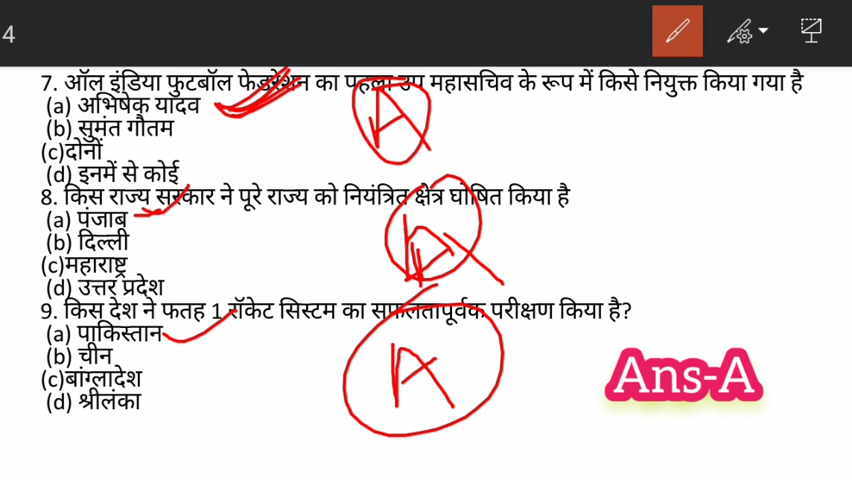 4
7. ऑल इंडिया फुटबॉल फेडरेशन का पहला उप महासचिव के रूप में किसे नियुक्त किया गया है
(a) अभिषेक यादव
A
(b) सुमंत गौतम
(c)दोनों
(d) इनमें से कोई
8. किस राज्य सरकार ने पूरे राज्य को नियंत्रित क्षेत्र घोषित किया है
(a) पंजाब
(b) दिल्ली
A
(c)महाराष्ट्र
(d) उत्तर प्रदेश
9. किस देश ने फतह 1 रॉकेट सिस्टम का सफलतापूर्वक परीक्षण किया है?
(a) पाकिस्तान
(b) चीन
A
Ans-A
(c)बांग्लादेश
(d) श्रीलंका